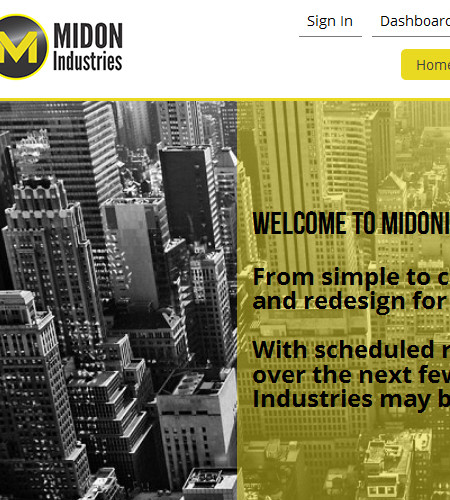 Sign In Dashboard
MIDON
Industries
Home
WELCOME TO MIDONI
From simple to c
and redesign for
With scheduled r
over the next few
Industries may b